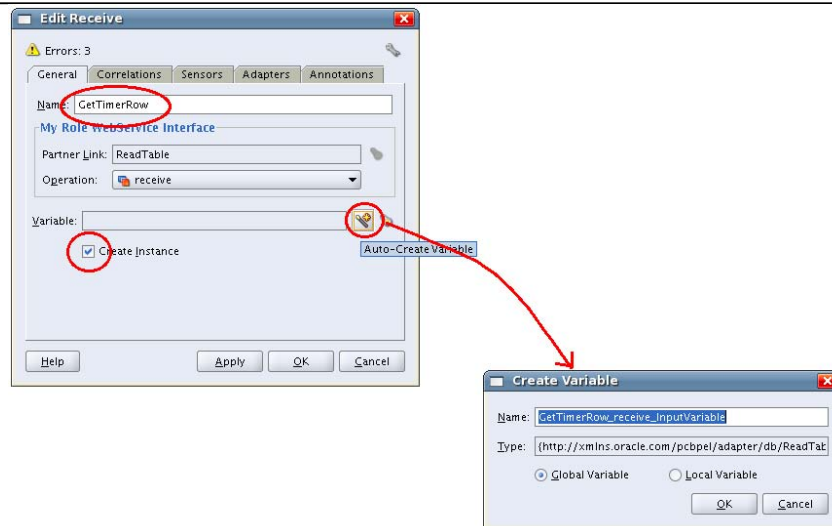 Edit Receive
Errors: 3
General Correlations Sensors Adapters Annotations
Name: GetTimerRow
My Role WebService Interface
Partner Link: ReadTable
Operation: receive
Variable:
Auto-Create Variable
Create Instance
Help Apply OK Cancel
Create Variable
Name: GetTimerRow_receive_InputVariable
Type: {http://xmlns.oracle.com/pcbpel/adapter/db/ReadTab
Global Variable Local Variable
OK Cancel